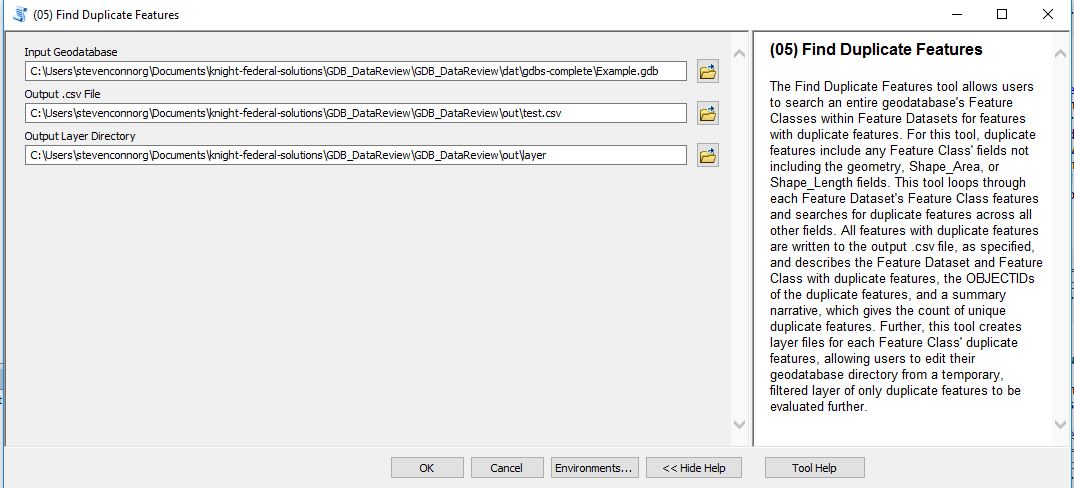 (05) Find Duplicate Features
Input Geodatabase
C:\Users\stevenconnorg\Documents\knight-federal-solutions\GDB_DataReview\GDB_DataReview\dat\gdbs-complete\Example.gdb
Output .csv File
C:\Users\stevenconnorg\Documents\knight-federal-solutions\GDB_DataReview\GDB_DataReview\out\test.csv
Output Layer Directory
C:\Users\stevenconnorg\Documents\knight-federal-solutions\GDB_DataReview\GDB_DataReview\out\layer
(05) Find Duplicate Features
The Find Duplicate Features tool allows users
to search an entire geodatabase's Feature
Classes within Feature Datasets for features
with duplicate features. For this tool, duplicate
features include any Feature Class' fields not
including the geometry, Shape_Area, or
Shape_Length fields. This tool loops through
each Feature Dataset's Feature Class features
and searches for duplicate features across all
other fields. All features with duplicate features
are written to the output .csv file, as specified,
and describes the Feature Dataset and Feature
Class with duplicate features, the OBJECTIDs
of the duplicate features, and a summary
narrative, which gives the count of unique
duplicate features. Further, this tool creates
layer files for each Feature Class' duplicate
features, allowing users to edit their
geodatabase directory from a temporary,
filtered layer of only duplicate features to be
evaluated further.
OK
Cancel
Environments...
<< Hide Help
Tool Help